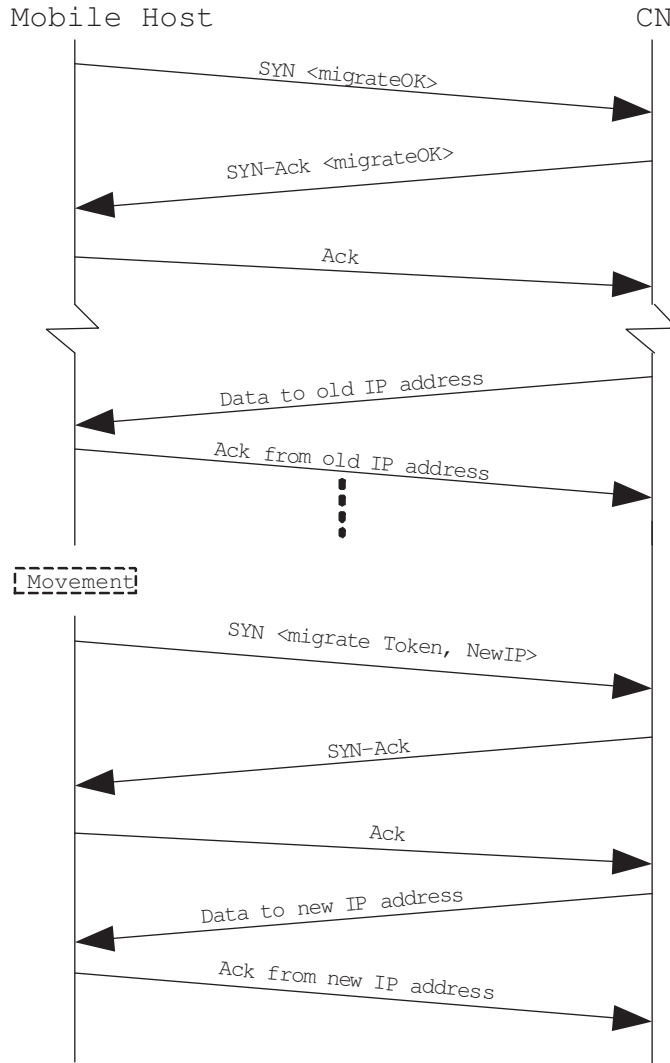 Mobile Host
CN
SYN <migrateOK>
SYN-Ack <migrateOK>
Ack
Data to old IP address
Ack from old IP address
Movement
SYN <migrate Token, NewIP>
SYN-Ack
Ack
Data to new IP address
Ack from new IP address